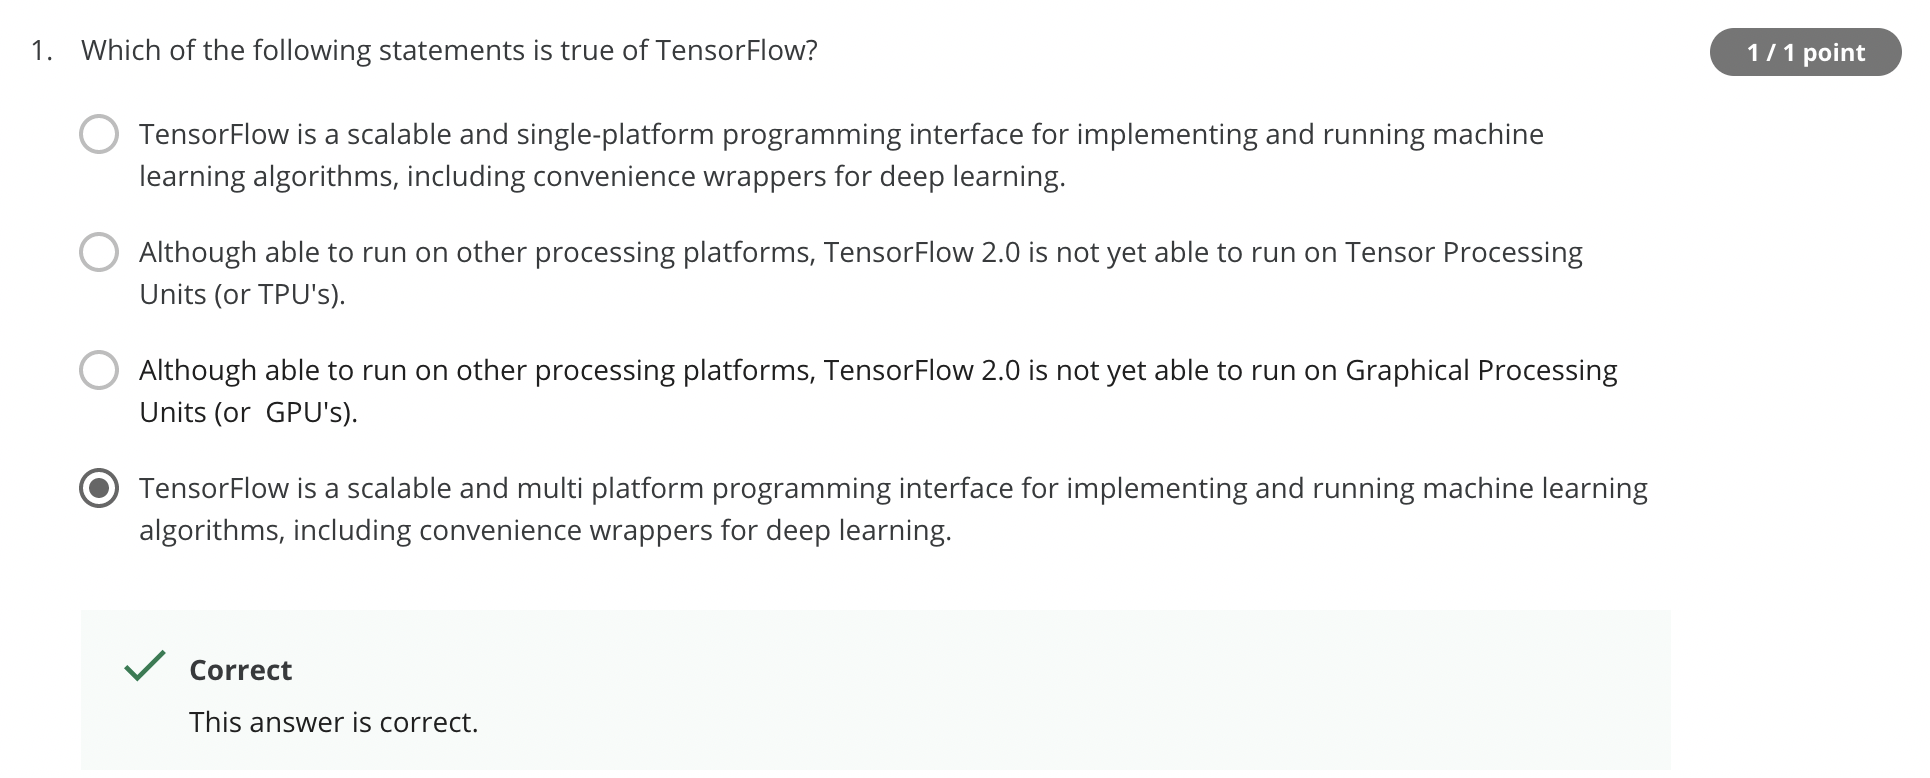 1. Which of the following statements is true of TensorFlow?
1 / 1 point
TensorFlow is a scalable and single-platform programming interface for implementing and running machine
learning algorithms, including convenience wrappers for deep learning.
Although able to run on other processing platforms, TensorFlow 2.0 is not yet able to run on Tensor Processing
Units (or TPU's).
Although able to run on other processing platforms, TensorFlow 2.0 is not yet able to run on Graphical Processing
Units (or  GPU's).
TensorFlow is a scalable and multi platform programming interface for implementing and running machine learning
algorithms, including convenience wrappers for deep learning.
Correct
This answer is correct.